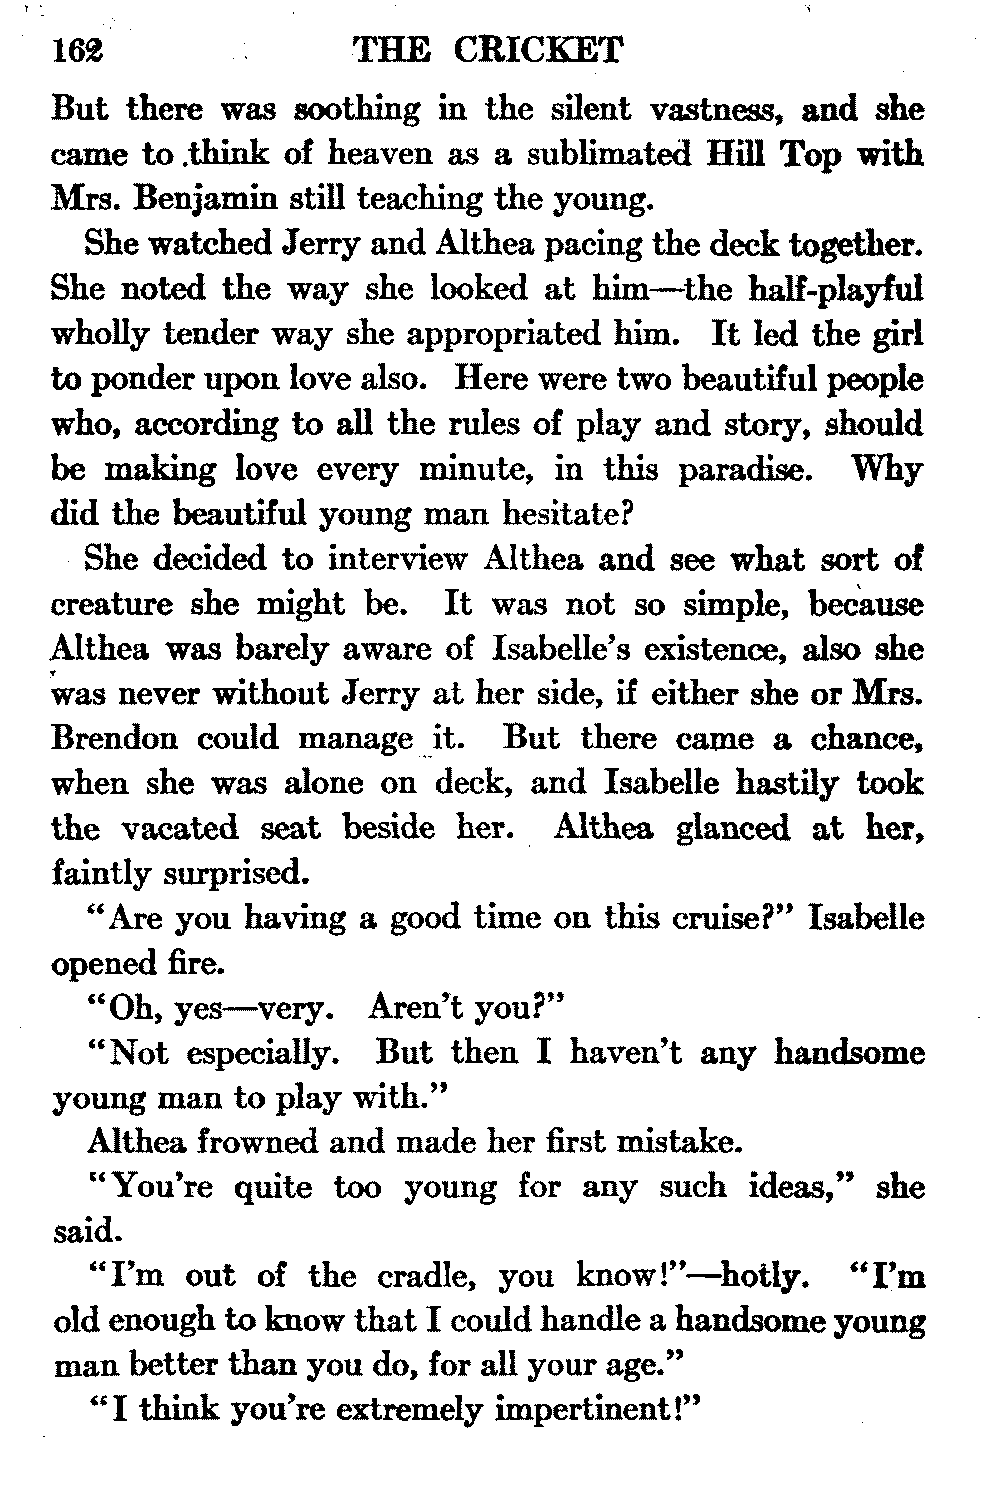 162 THE CRICKET
But there was soothing in the silent vastness, and she
came to think of heaven as a sublimated Hill Top with
Mrs. Benjamin still teaching the young.
She watched Jerry and Althea pacing the deck together.
She noted the way she looked at him—the half-playful
wholly tender way she appropriated him. It led the girl
to ponder upon love also. Here were two beautiful people
who, according to all the rules of play and story, should
be making love every minute, in this paradise. Why
did the beautiful young man hesitate?
She decided to interview Althea and see what sort of
creature she might be. It was not so simple, because
Althea was barely aware of Isabelle's existence, also she
was never without Jerry at her side, if either she or Mrs.
Brendon could manage it. But there came a chance,
when she was alone on deck, and Isabelle hastily took
the vacated seat beside her. Althea glanced at her,
faintly surprised.
"Are you having a good time on this cruise?" Isabelle
opened fire.
"Oh, yes—very. Aren't you?"
"Not especially. But then I haven't any handsome
young man to play with."
Althea frowned and made her first mistake.
"You're quite too young for any such ideas," she
said.
"I'm out of the cradle, you know!"—hotly. "I'm
old enough to know that I could handle a handsome young
man better than you do, for all your age."
"I think you're extremely impertinent!"